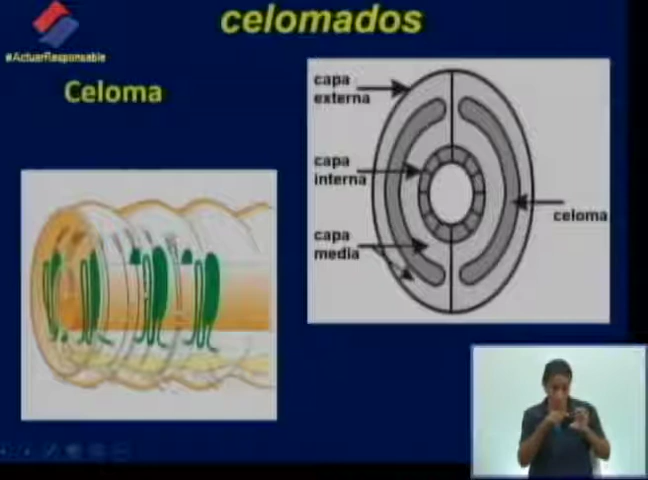 celomados
#ActuarResponsable
Celoma
capa
externa
capa
interna
capa
media
celoma